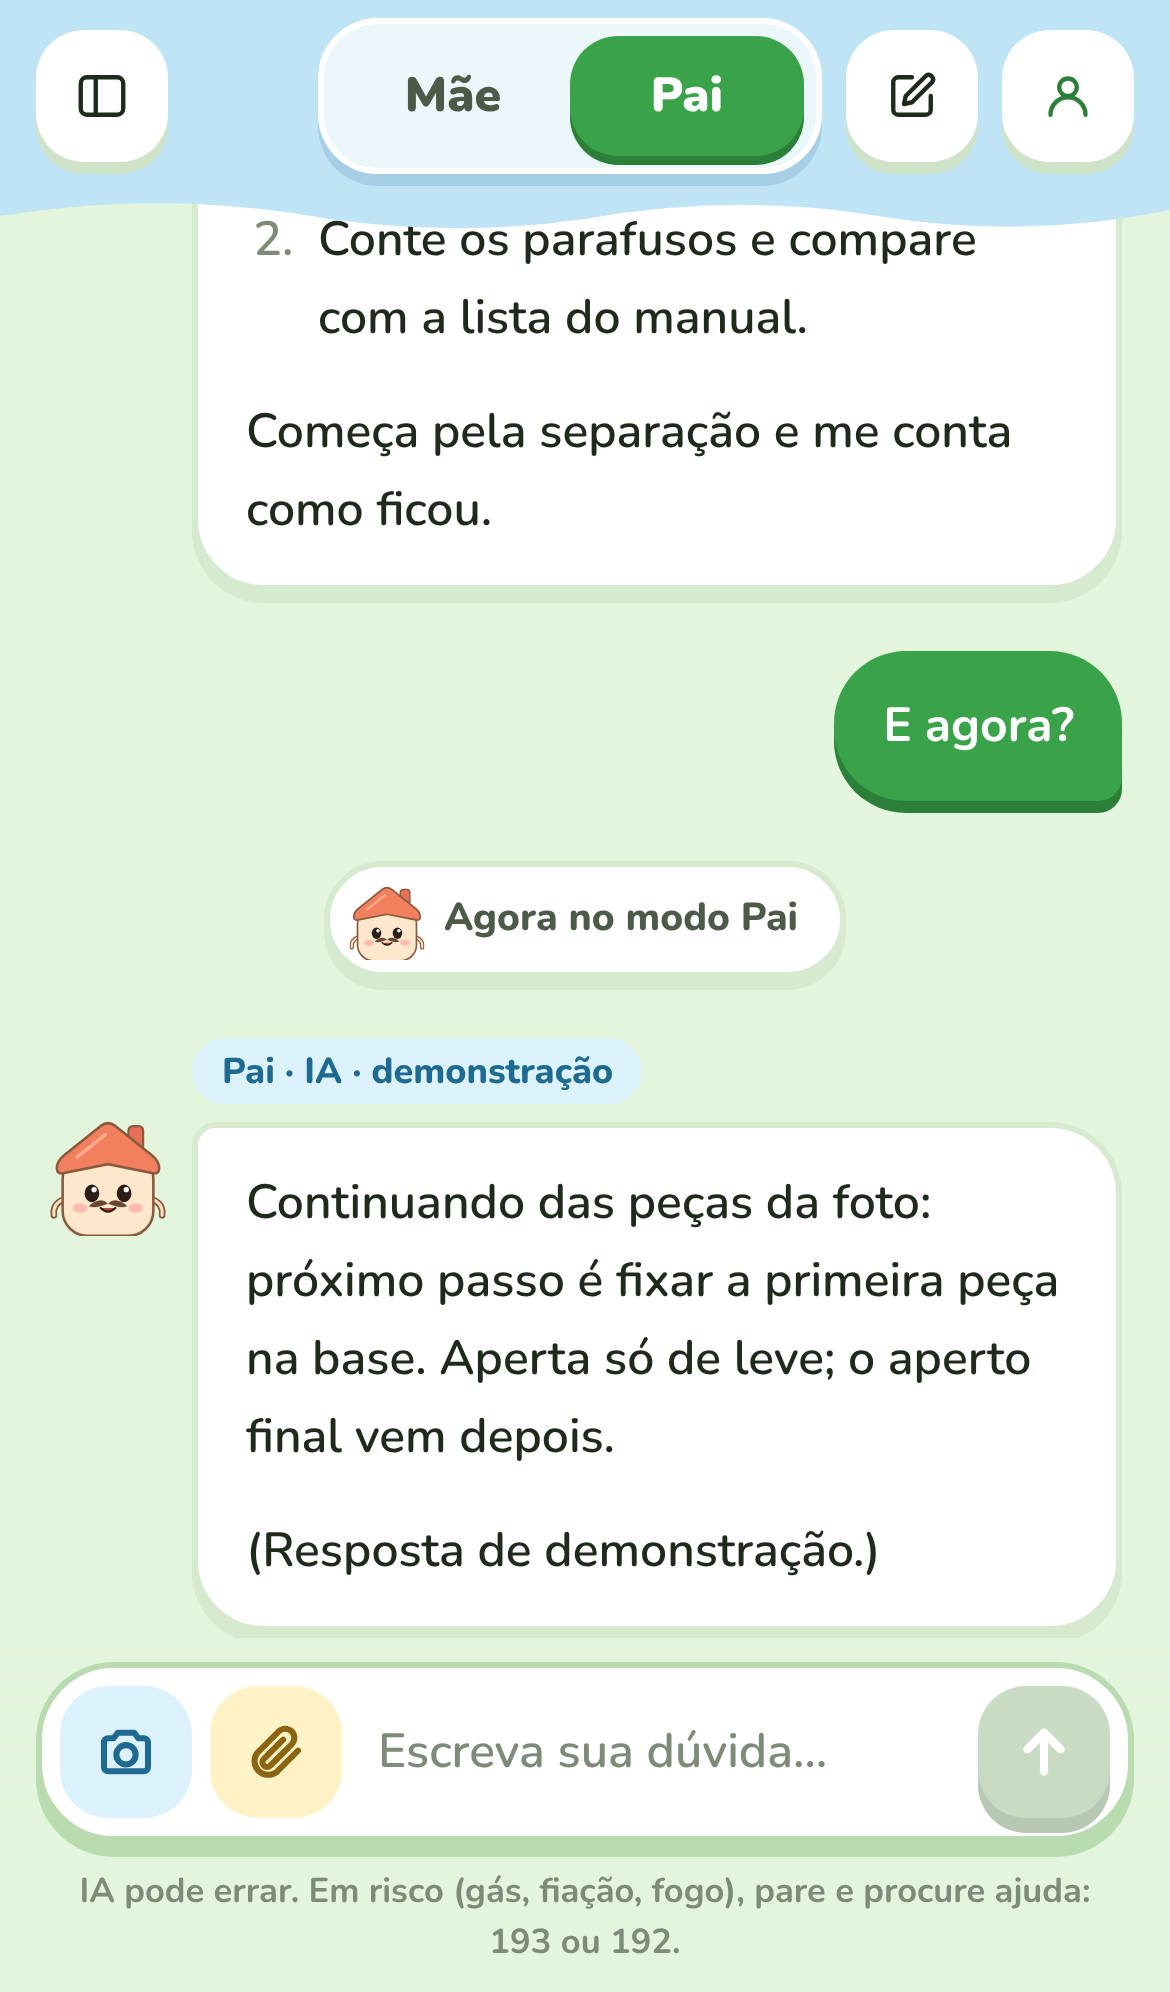 Mãe
Pai
2. Conte os parafusos e compare
com a lista do manual.
Começa pela separação e me conta
como ficou.
E agora?
Agora no modo Pai
Pai · IA · demonstração
Continuando das peças da foto:
próximo passo é fixar a primeira peça
na base. Aperta só de leve; o aperto
final vem depois.
(Resposta de demonstração.)
Escreva sua dúvida...
IA pode errar. Em risco (gás, fiação, fogo), pare e procure ajuda:
193 ou 192.